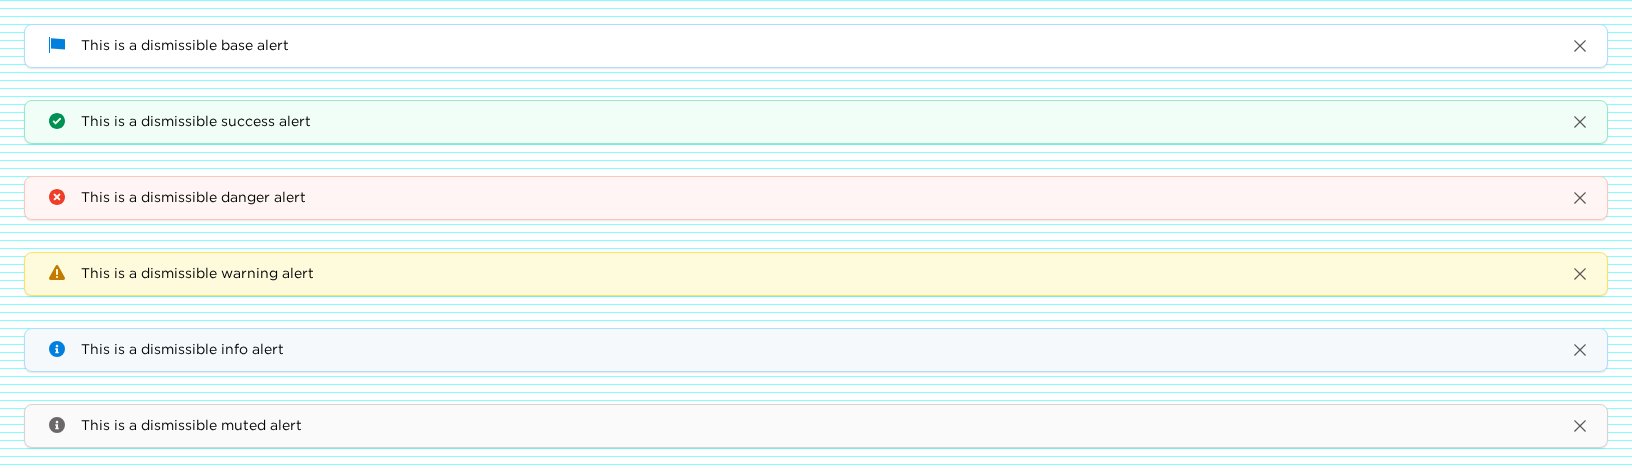 This is a dismissible base alert
This is a dismissible success alert
This is a dismissible danger alert
This is a dismissible warning alert
This is a dismissible info alert
This is a dismissible muted alert